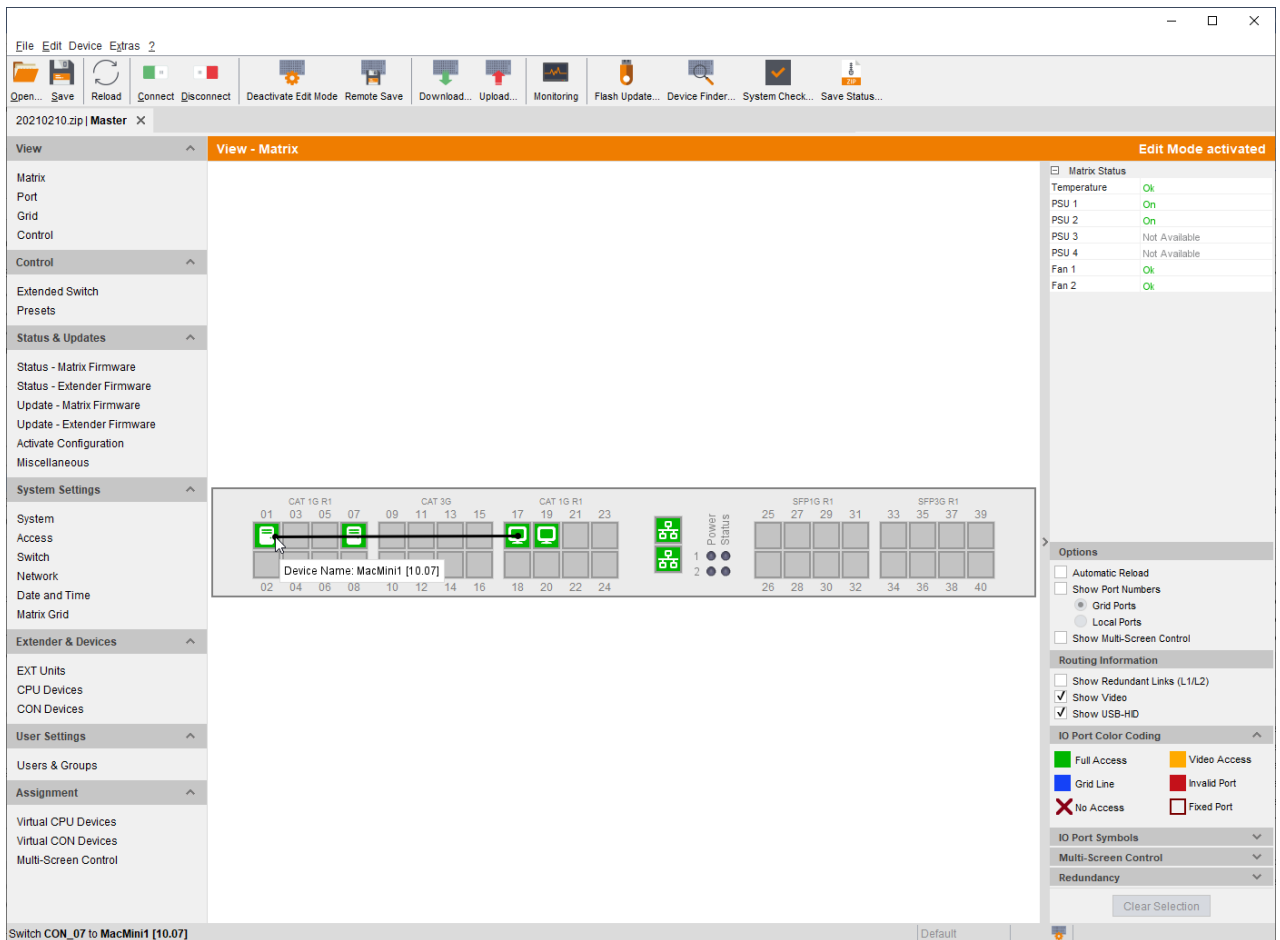 File Edit Device Extras ?
Open... Save Reload Connect Disconnect Deactivate Edit Mode Remote Save Download... Upload... Monitoring Flash Update... Device Finder... System Check... Save Status...
ZIP
20210210.zip | Master
View
Matrix
Port
Grid
Control
Control
Extended Switch
Presets
Status & Updates
Status - Matrix Firmware
Status - Extender Firmware
Update - Matrix Firmware
Update - Extender Firmware
Activate Configuration
Miscellaneous
System Settings
System
Access
Switch
Network
Date and Time
Matrix Grid
Extender & Devices
EXT Units
CPU Devices
CON Devices
User Settings
Users & Groups
Assignment
Virtual CPU Devices
Virtual CON Devices
Multi-Screen Control
View - Matrix Edit Mode activated
CAT 1G R1 CAT 3G CAT 1G R1 SFP1G R1 SFP3G R1
01 03 05 07 09 11 13 15 17 19 21 23 25 27 29 31 33 35 37 39
Power
Status
1
2
Device Name: MacMini1 [10.07]
02 04 06 08 10 12 14 16 18 20 22 24 26 28 30 32 34 36 38 40
Matrix Status
Temperature Ok
PSU 1 On
PSU 2 On
PSU 3 Not Available
PSU 4 Not Available
Fan 1 Ok
Fan 2 Ok
Options
Automatic Reload
Show Port Numbers
Grid Ports
Local Ports
Show Multi-Screen Control
Routing Information
Show Redundant Links (L1/L2)
Show Video
Show USB-HID
IO Port Color Coding
Full Access Video Access
Grid Line Invalid Port
No Access Fixed Port
IO Port Symbols
Multi-Screen Control
Redundancy
Clear Selection
Switch CON_07 to MacMini1 [10.07] Default